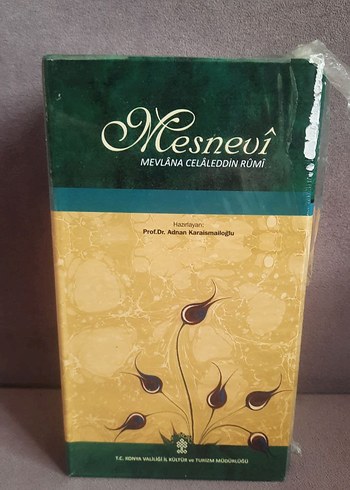 Mesnevî
MEVLÂNA CELÂLEDDİN RÛMÎ
Hazırlayan:
Prof.Dr. Adnan Karaismailoğlu
T.C. KONYA VALİLİĞİ İL KÜLTÜR ve TURİZM MÜDÜRLÜĞÜ